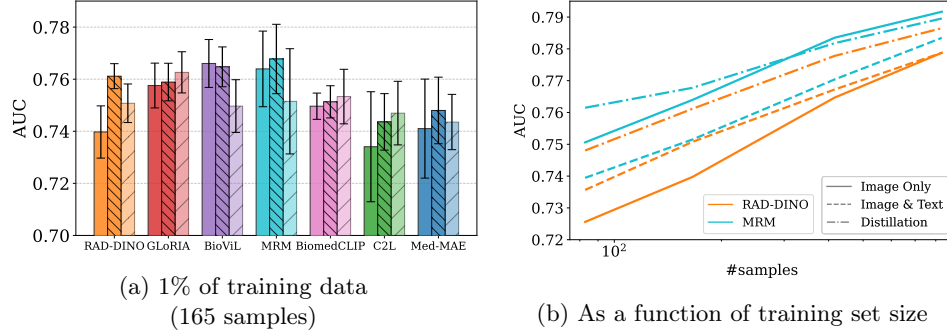 AUC
0.78
0.76
0.74
0.72
0.70
RAD-DINO GLoRIA BioViL MRM BiomedCLIP C2L Med-MAE
(a) 1% of training data
(165 samples)
AUC
0.79
0.78
0.77
0.76
0.75
0.74
0.73
0.72
RAD-DINO
MRM
Image Only
Image & Text
Distillation
10²
#samples
(b) As a function of training set size